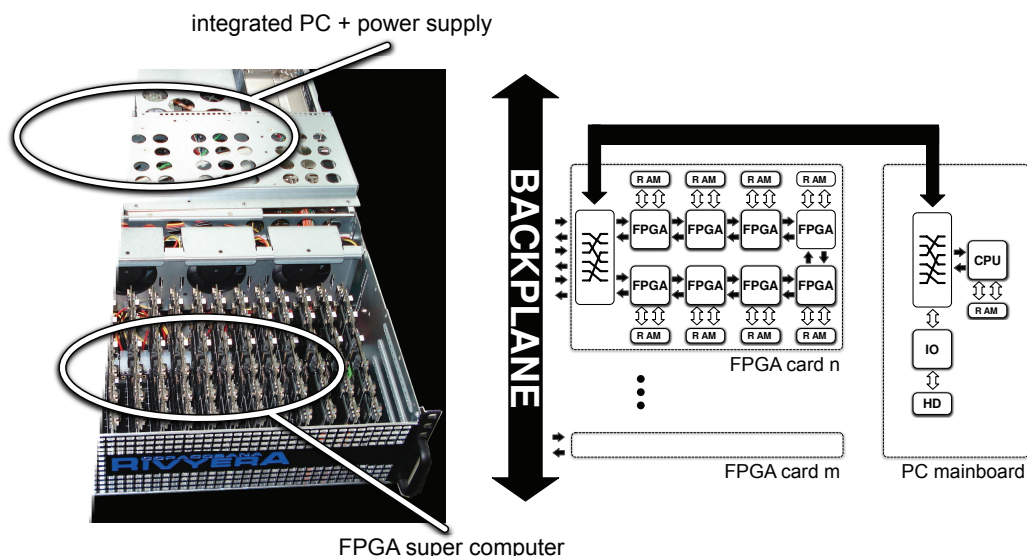 integrated PC + power supply
RIVYERA
FPGA super computer
BACKPLANE
R AM R AM R AM R AM
FPGA FPGA FPGA FPGA
FPGA FPGA FPGA FPGA
R AM R AM R AM R AM
FPGA card n
FPGA card m
CPU
R AM
IO
HD
PC mainboard